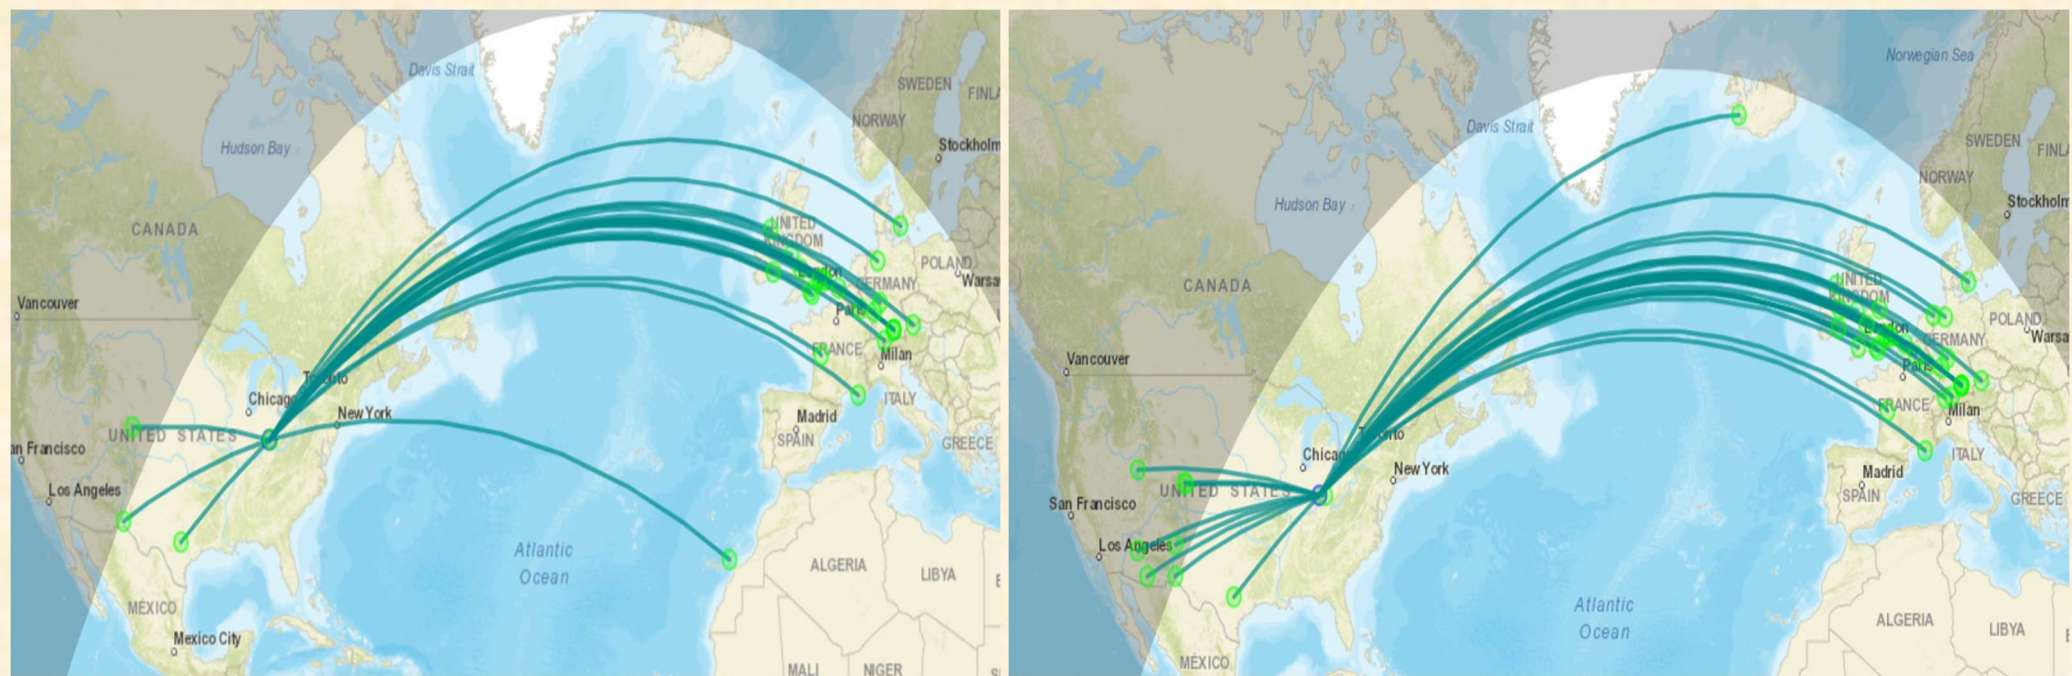 Davis Strait
SWEDEN
FINLA
NORWAY
Stockholm
Hudson Bay
CANADA
UNITED
KINGDOM
London
POLAND
GERMANY
Warsa
Vancouver
Paris
FRANCE
Milan
Toronto
Chicago
New York
ITALY
Madrid
SPAIN
GREECE
UNITED STATES
an Francisco
Los Angeles
Atlantic
Ocean
ALGERIA
LIBYA
E
MÉXICO
Mexico City
MALI
NIGER
S
Norwegian Sea
Davis Strait
SWEDEN
FINL
NORWAY
Stockholm
Hudson Bay
CANADA
UNITED
KINGDOM
London
POLAND
GERMANY
Warsa
Vancouver
Paris
FRANCE
Milan
Toronto
Chicago
New York
ITALY
Madrid
SPAIN
GREECE
UNITED STATES
San Francisco
Los Angeles
Atlantic
Ocean
ALGERIA
LIBYA
E
MÉXICO